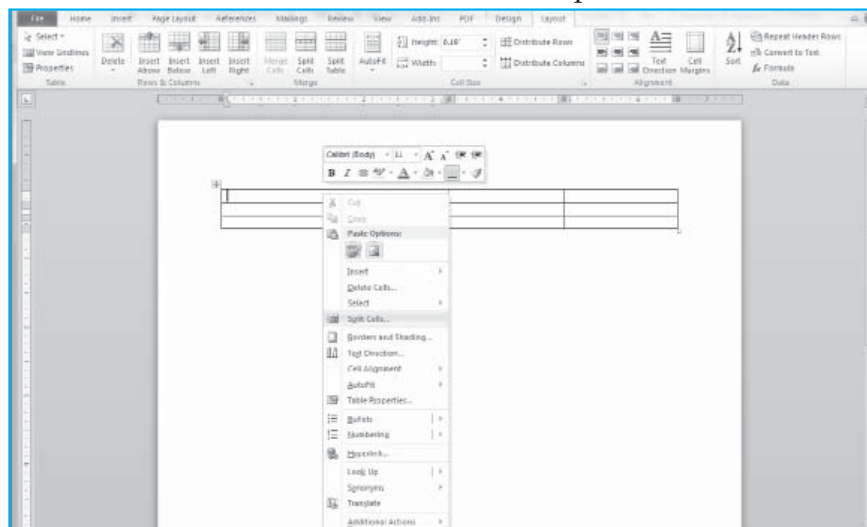 File Home Insert Page Layout References Mailings Review View Add-Ins PDF Design Layout
Select
View Gridlines
Properties
Delete
Insert Above
Insert Below
Insert Left
Insert Right
Merge Cells
Split Cells
Split Table
AutoFit
Height: 0.19"
Width:
Distribute Rows
Distribute Columns
Text Direction
Cell Margins
Sort
Repeat Header Rows
Convert to Text
Formula
Table Rows & Columns Merge Cell Size Alignment Data
Calibri (Body) 11
B I
Cut
Copy
Paste Options:
Insert
Delete Cells...
Select
Split Cells...
Borders and Shading...
Text Direction...
Cell Alignment
AutoFit
Table Properties...
Bullets
Numbering
Hyperlink...
Look Up
Synonyms
Translate
Additional Actions